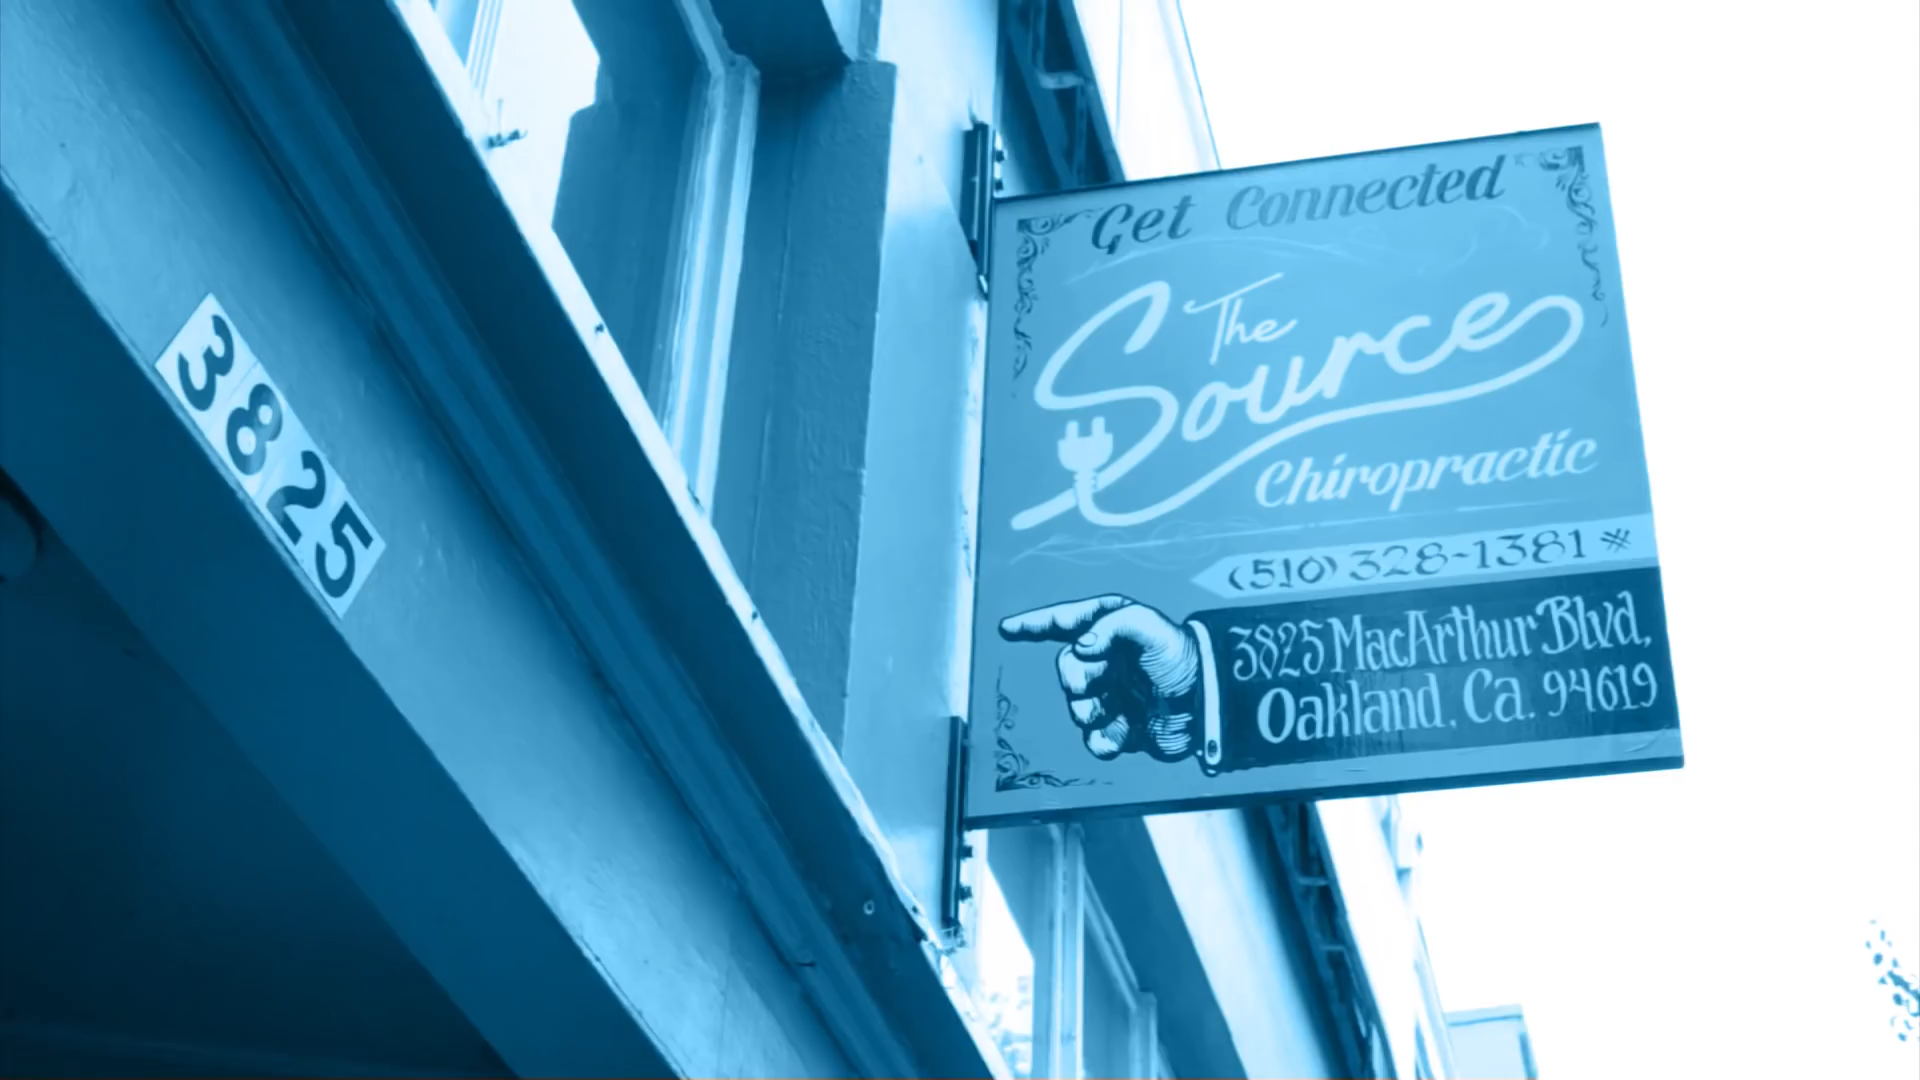 3825
Get Connected
The
Source
Chiropractic
(510) 328-1381 *
3825 MacArthur Blvd,
Oakland, Ca. 94619